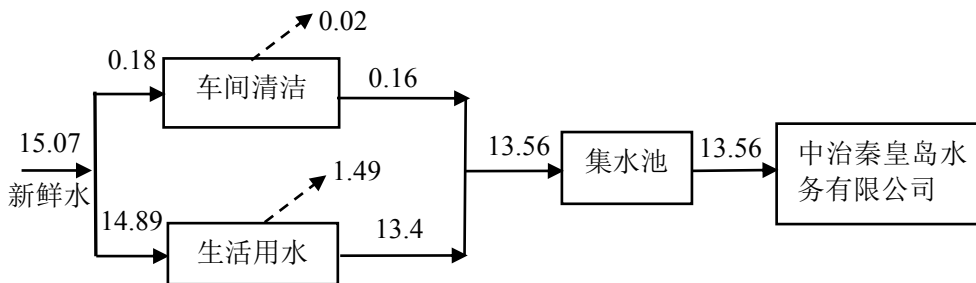 0.02
0.18
车间清洁
0.16
15.07
新鲜水
13.56
集水池
13.56
中治秦皇岛水
务有限公司
1.49
14.89
生活用水
13.4